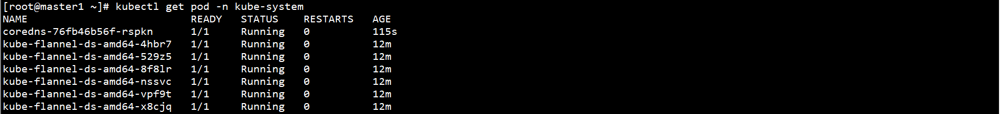 [root@master1 ~]# kubectl get pod -n kube-system
NAME                          READY   STATUS    RESTARTS   AGE
coredns-76fb46b56f-rspkn      1/1     Running   0          115s
kube-flannel-ds-amd64-4hbr7   1/1     Running   0          12m
kube-flannel-ds-amd64-529z5   1/1     Running   0          12m
kube-flannel-ds-amd64-8f8lr   1/1     Running   0          12m
kube-flannel-ds-amd64-nssvc   1/1     Running   0          12m
kube-flannel-ds-amd64-vpf9t   1/1     Running   0          12m
kube-flannel-ds-amd64-x8cjq   1/1     Running   0          12m